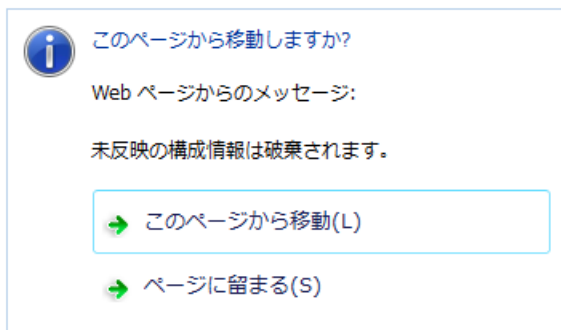 このページから移動しますか?
Web ページからのメッセージ:
未反映の構成情報は破棄されます。
このページから移動(L)
ページに留まる(S)